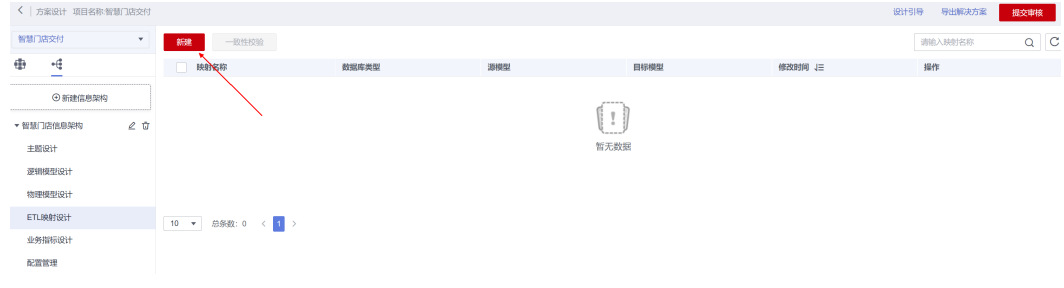 方案设计 项目名称:智慧门店交付 设计引导 导出解决方案 提交审核
智慧门店交付 新建 一致性校验 请输入映射名称
映射名称 数据库类型 源模型 目标模型 修改时间 操作
新建信息架构
智慧门店信息架构
暂无数据
主题设计
逻辑模型设计
物理模型设计
ETL映射设计 10 总条数: 0 < 1 >
业务指标设计
配置管理